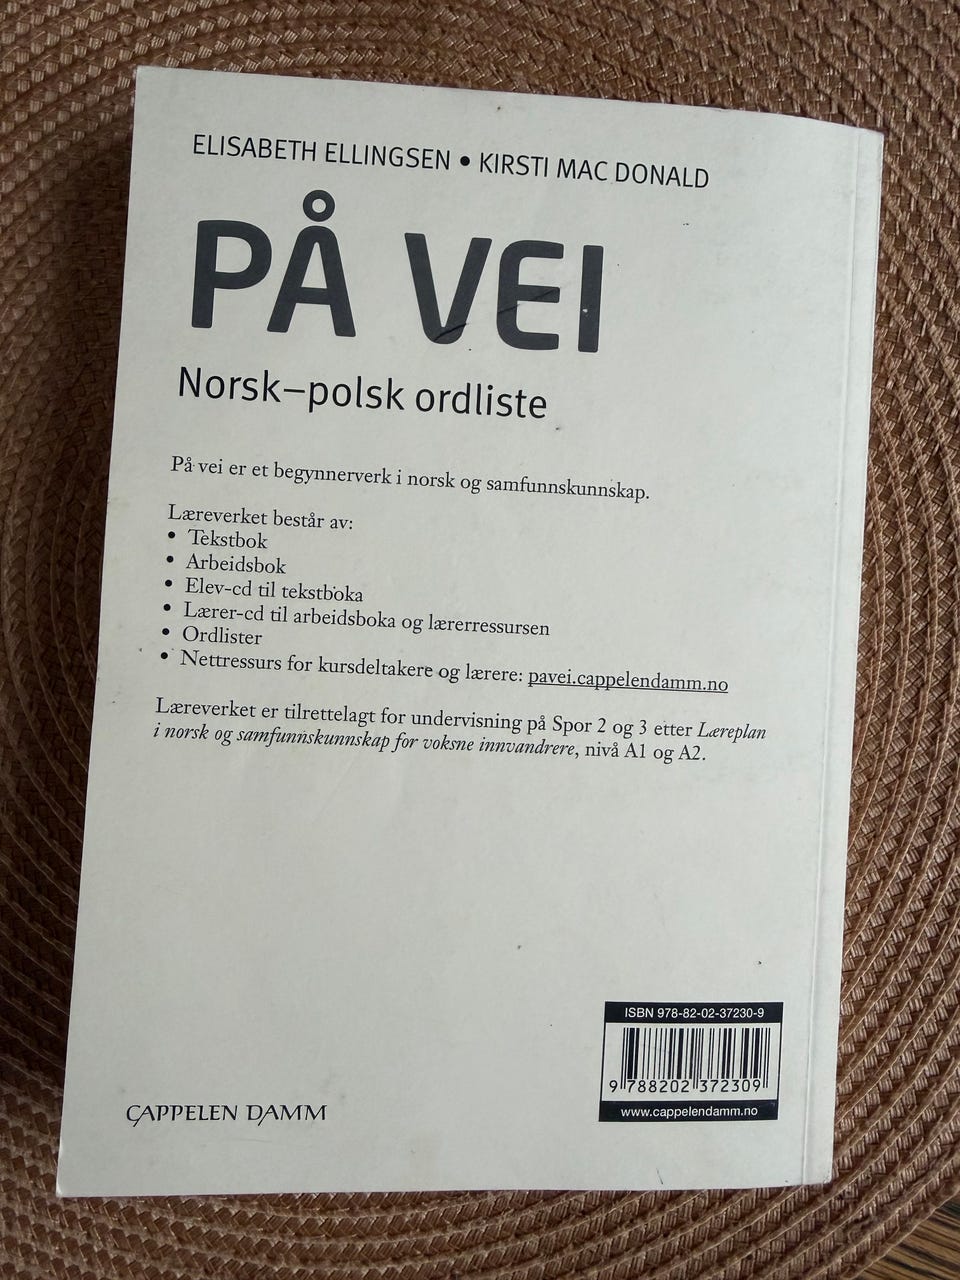 ELISABETH ELLINGSEN • KIRSTI MAC DONALD
PÅ VEI
Norsk–polsk ordliste
På vei er et begynnerverk i norsk og samfunnskunnskap.
Læreverket består av:
• Tekstbok
• Arbeidsbok
• Elev-cd til tekstboka
• Lærer-cd til arbeidsboka og lærerressursen
• Ordlister
• Nettressurs for kursdeltakere og lærere: pavei.cappelendamm.no
Læreverket er tilrettelagt for undervisning på Spor 2 og 3 etter Læreplan
i norsk og samfunnskunnskap for voksne innvandrere, nivå A1 og A2.
ISBN 978-82-02-37230-9
9 788202 372309
www.cappelendamm.no
CAPPELEN DAMM